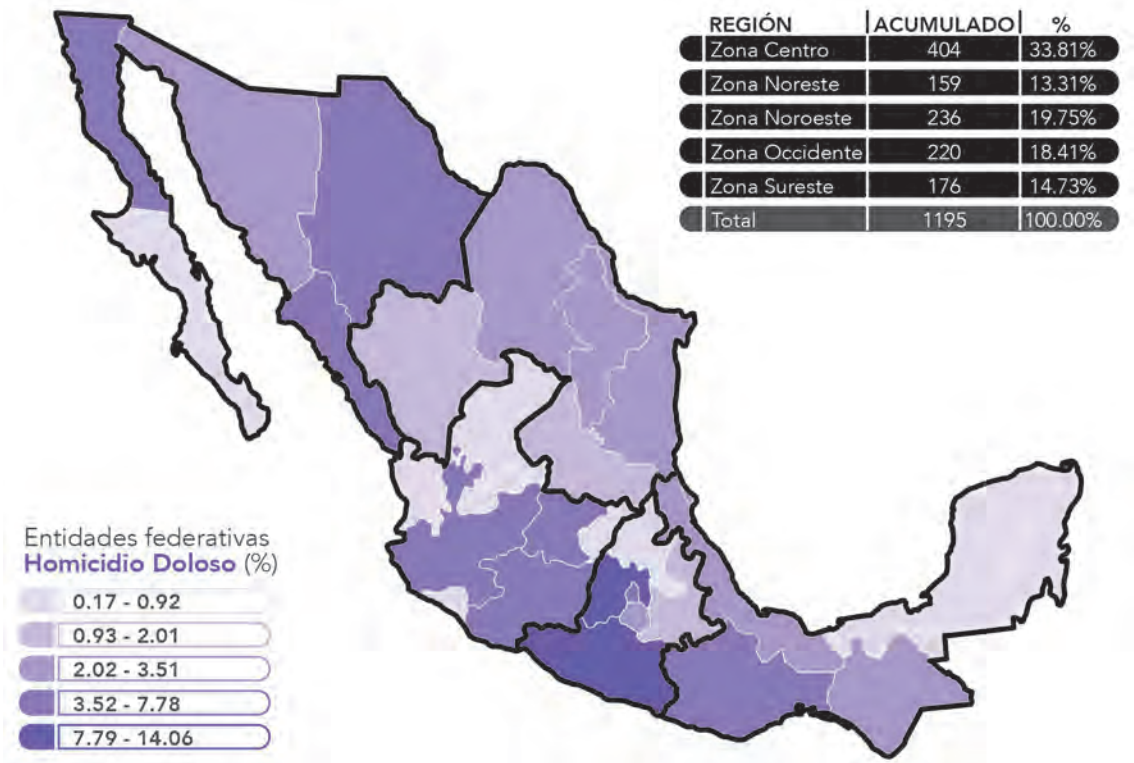 REGIÓN ACUMULADO %
Zona Centro 404 33.81%
Zona Noreste 159 13.31%
Zona Noroeste 236 19.75%
Zona Occidente 220 18.41%
Zona Sureste 176 14.73%
Total 1195 100.00%
Entidades federativas
Homicidio Doloso (%)
0.17 - 0.92
0.93 - 2.01
2.02 - 3.51
3.52 - 7.78
7.79 - 14.06